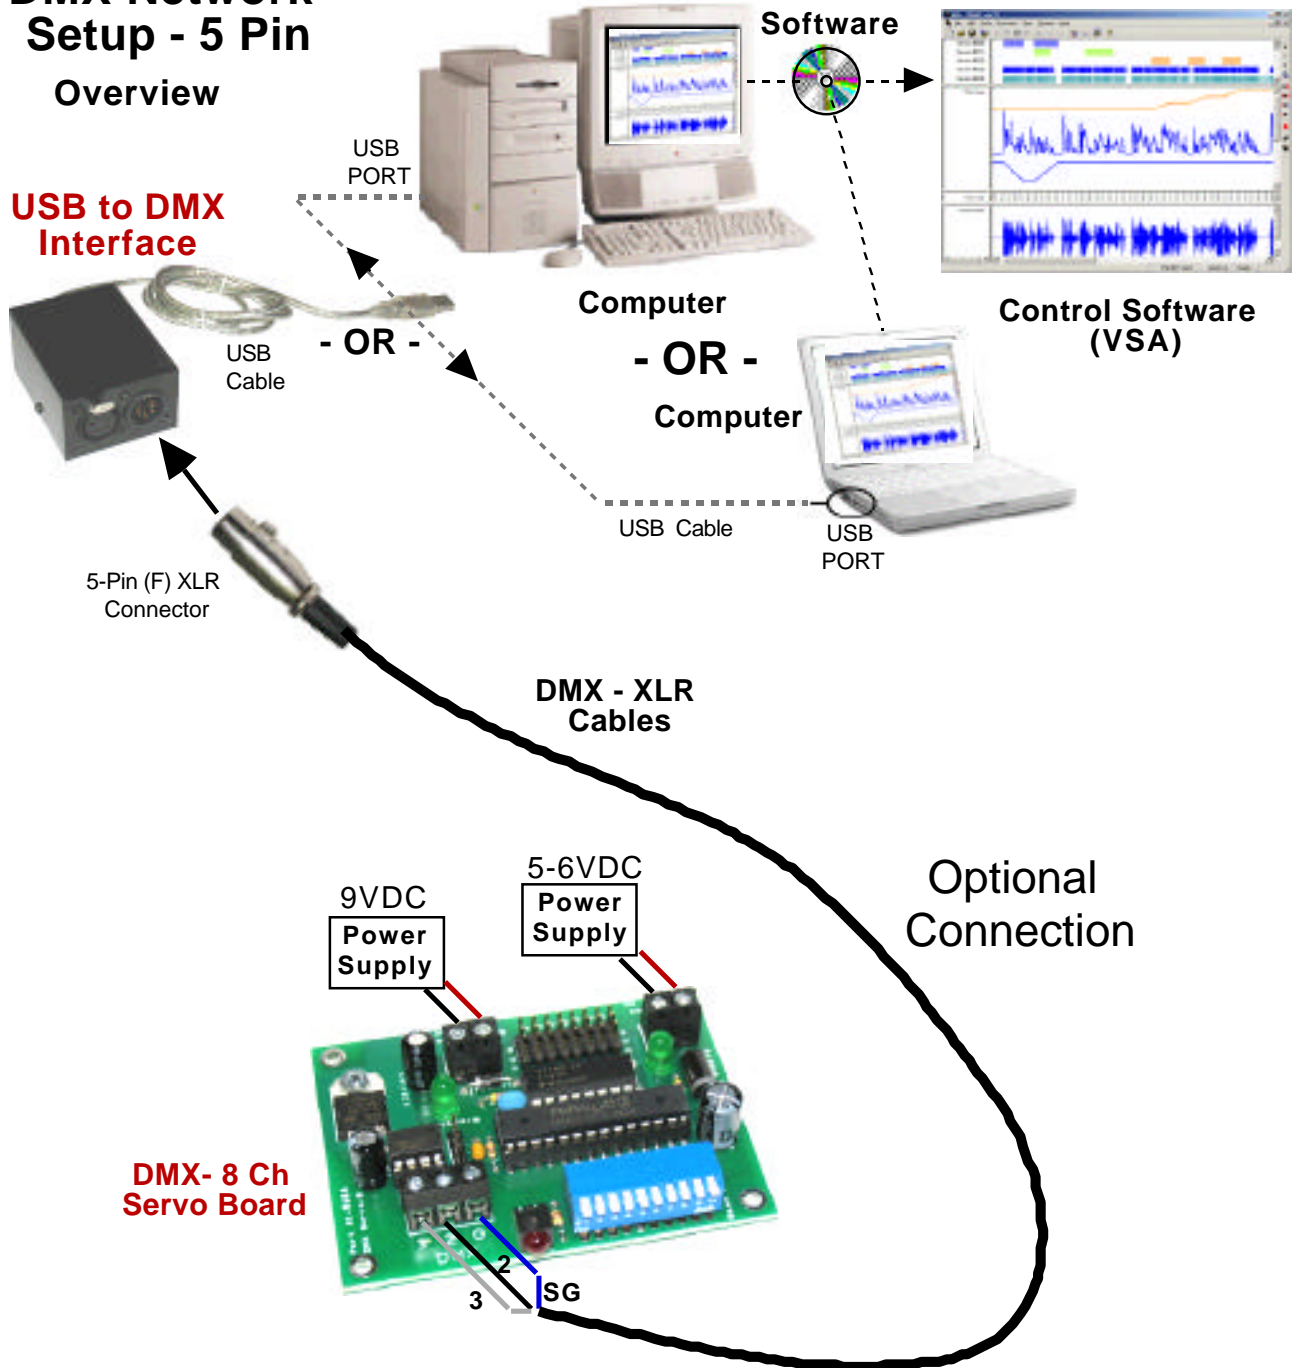 DMX Network
Setup - 5 Pin
Overview
Software
USB
PORT
USB to DMX
Interface
USB
Cable
- OR -
Computer
- OR -
Computer
Control Software
(VSA)
USB Cable
USB
PORT
5-Pin (F) XLR
Connector
DMX - XLR
Cables
Optional
Connection
9VDC
Power
Supply
5-6VDC
Power
Supply
DMX- 8 Ch
Servo Board
2
3
SG